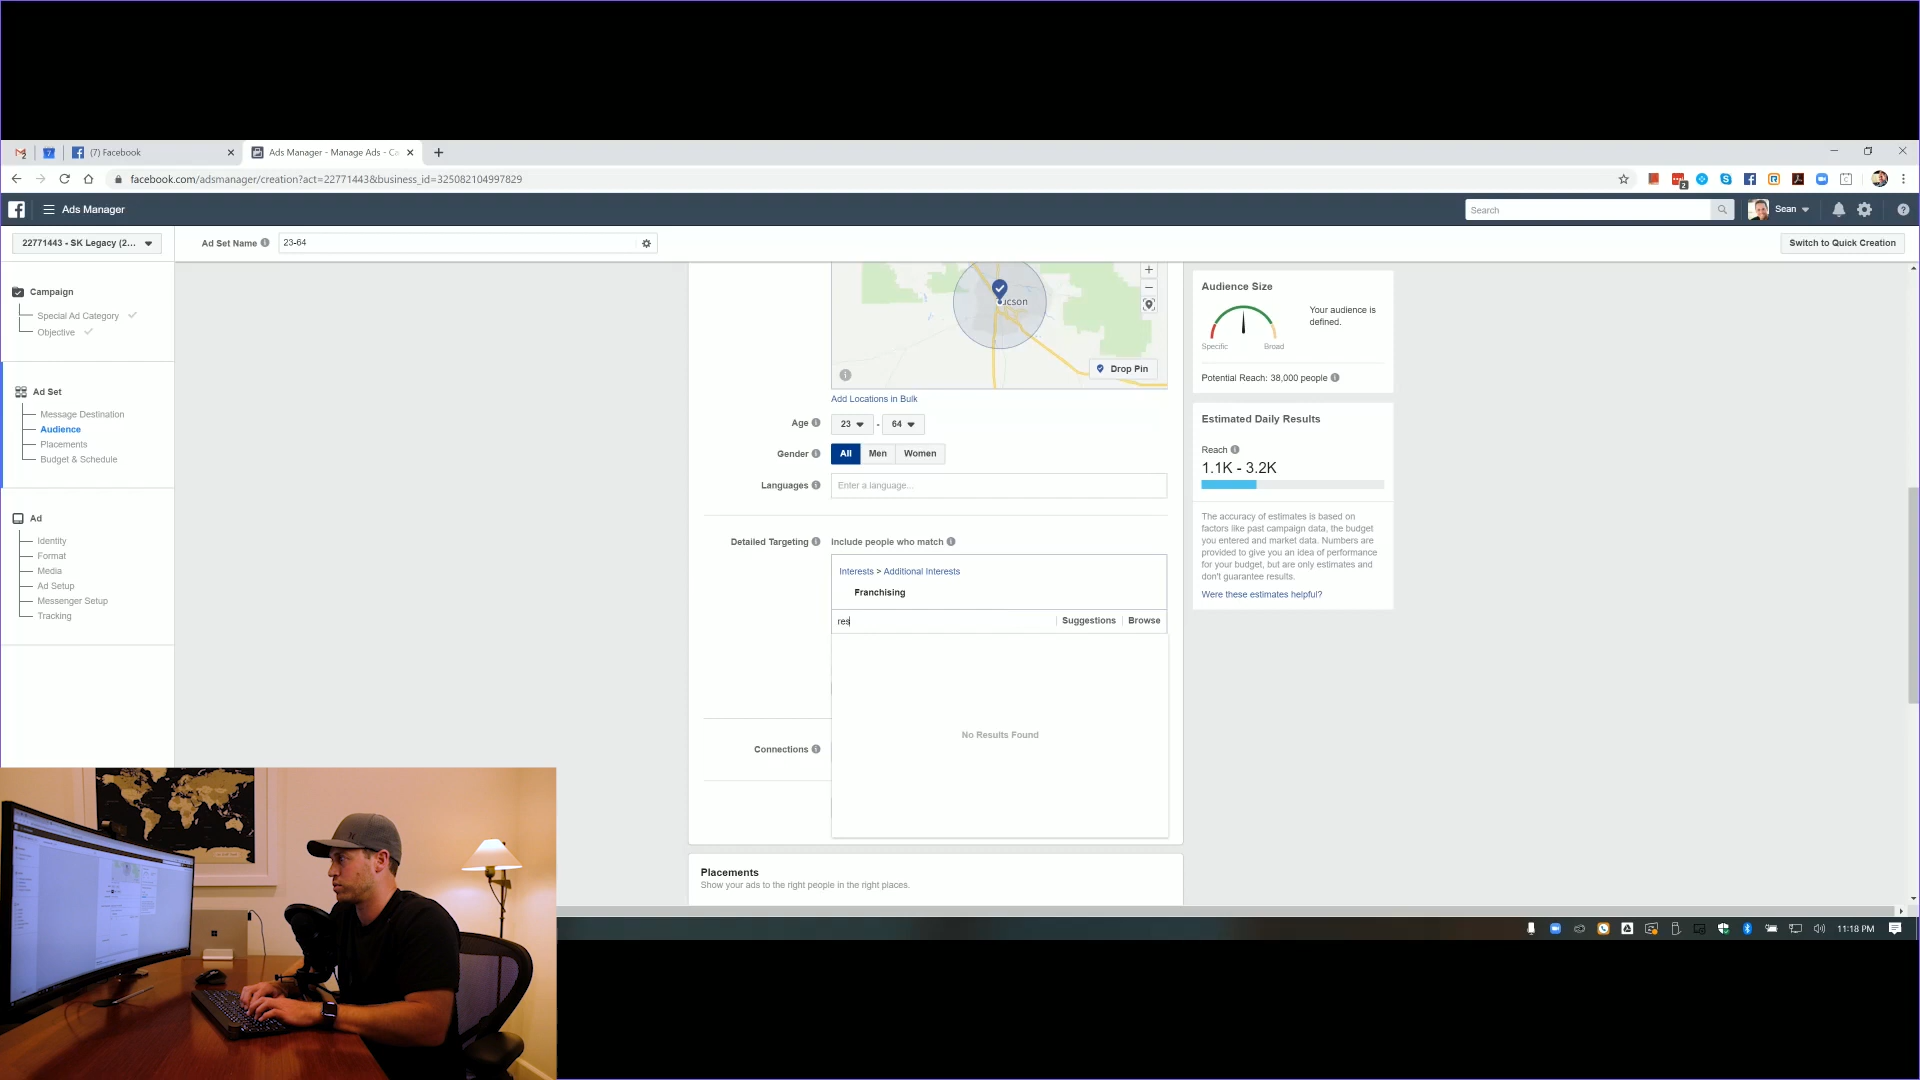 (7) Facebook
Ads Manager - Manage Ads - Ca
facebook.com/adsmanager/creation?act=22771443&business_id=325082104997829
Ads Manager
Search
Sean
22771443 - SK Legacy (2...
Ad Set Name
23-64
Switch to Quick Creation
Campaign
Special Ad Category
Objective
Ad Set
Message Destination
Audience
Placements
Budget & Schedule
Ad
Identity
Format
Media
Ad Setup
Messenger Setup
Tracking
ucson
Drop Pin
Add Locations in Bulk
Age
23
-
64
Gender
All
Men
Women
Languages
Enter a language...
Detailed Targeting
Include people who match
Interests > Additional Interests
Franchising
res
Suggestions
Browse
No Results Found
Connections
Placements
Show your ads to the right people in the right places.
Audience Size
Your audience is
defined.
Specific
Broad
Potential Reach: 38,000 people
Estimated Daily Results
Reach
1.1K - 3.2K
The accuracy of estimates is based on
factors like past campaign data, the budget
you entered and market data. Numbers are
provided to give you an idea of performance
for your budget, but are only estimates and
don't guarantee results.
Were these estimates helpful?
11:18 PM